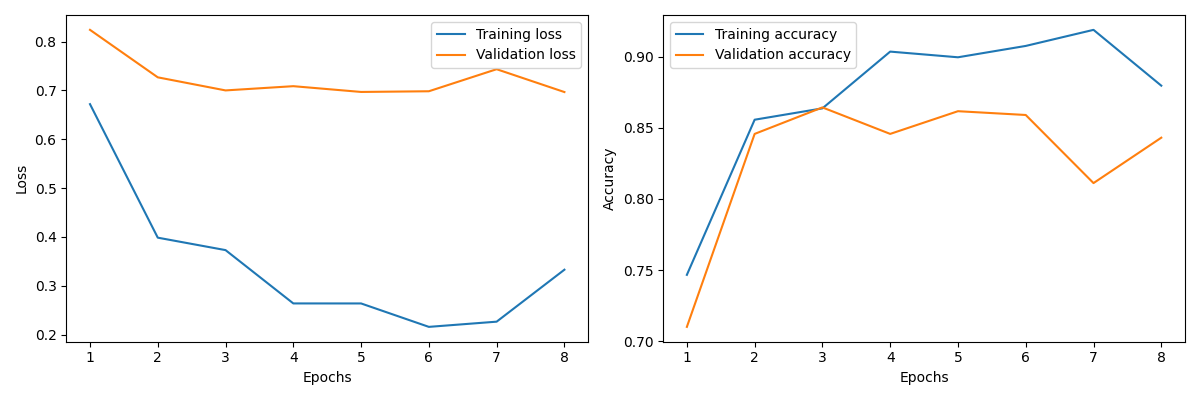 Loss
0.8
0.7
0.6
0.5
0.4
0.3
0.2
Training loss
Validation loss
1 2 3 4 5 6 7 8
Epochs
Accuracy
0.90
0.85
0.80
0.75
0.70
Training accuracy
Validation accuracy
1 2 3 4 5 6 7 8
Epochs